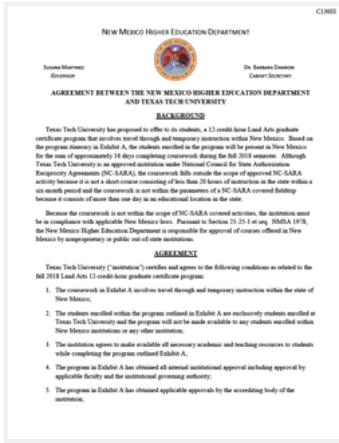 C13055
NEW MEXICO HIGHER EDUCATION DEPARTMENT
SUSANA MARTINEZ
GOVERNOR
DR. BARBARA DAMRON
CABINET SECRETARY
AGREEMENT BETWEEN THE NEW MEXICO HIGHER EDUCATION DEPARTMENT
AND TEXAS TECH UNIVERSITY
BACKGROUND
Texas Tech University has proposed to offer to its students, a 12-credit-hour Land Arts graduate
certificate program that involves travel through and temporary instruction within New Mexico. Based on
the program itinerary in Exhibit A, the students enrolled in the program will be present in New Mexico
for the sum of approximately 16 days completing coursework during the fall 2018 semester. Although
Texas Tech University is an approved institution under National Council for State Authorization
Reciprocity Agreements (NC-SARA), the coursework falls outside the scope of approved NC-SARA
activity because it is not a short course consisting of less than 20 hours of instruction in the state within a
six-month period and the coursework is not within the parameters of a NC-SARA covered fieldtrip
because it consists of more than one day in an educational location in the state.
Because the coursework is not within the scope of NC-SARA covered activities, the institution must
be in compliance with applicable New Mexico laws. Pursuant to Section 21-25-1 et seq. NMSA 1978,
the New Mexico Higher Education Department is responsible for approval of courses offered in New
Mexico by nonproprietary or public out-of-state institutions.
AGREEMENT
Texas Tech University ("institution") certifies and agrees to the following conditions as related to the
fall 2018 Land Arts 12-credit-hour graduate certificate program:
1. The coursework in Exhibit A involves travel through and temporary instruction within the state of
New Mexico;
2. The students enrolled within the program outlined in Exhibit A are exclusively students enrolled at
Texas Tech University and the program will not be made available to any students enrolled within
New Mexico institutions or any other institution;
3. The institution agrees to make available all necessary academic and teaching resources to students
while completing the program outlined Exhibit A;
4. The program in Exhibit A has obtained all internal institutional approval including approval by
applicable faculty and the institutional governing authority;
5. The program in Exhibit A has obtained applicable approvals by the accrediting body of the
institution;